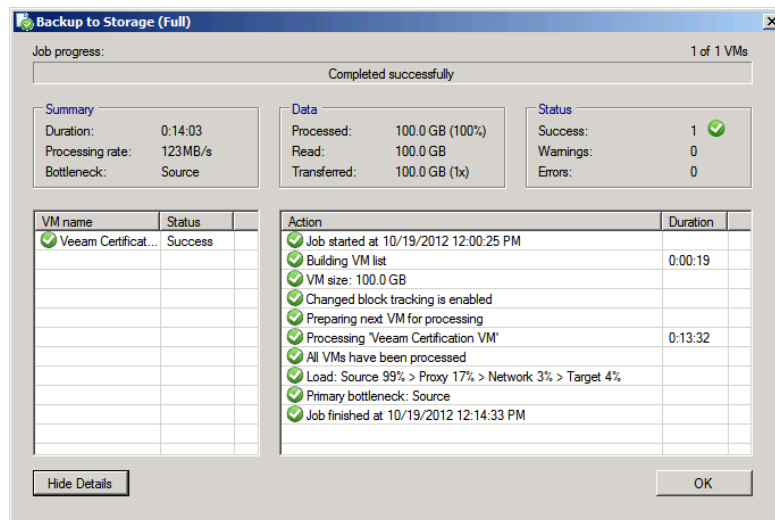 Backup to Storage (Full)
Job progress: 1 of 1 VMs
Completed successfully
Summary
Duration: 0:14:03
Processing rate: 123MB/s
Bottleneck: Source
Data
Processed: 100.0 GB (100%)
Read: 100.0 GB
Transferred: 100.0 GB (1x)
Status
Success: 1
Warnings: 0
Errors: 0
VM name Status
Veeam Certificat... Success
Action Duration
Job started at 10/19/2012 12:00:25 PM
Building VM list 0:00:19
VM size: 100.0 GB
Changed block tracking is enabled
Preparing next VM for processing
Processing 'Veeam Certification VM' 0:13:32
All VMs have been processed
Load: Source 99% > Proxy 17% > Network 3% > Target 4%
Primary bottleneck: Source
Job finished at 10/19/2012 12:14:33 PM
Hide Details
OK